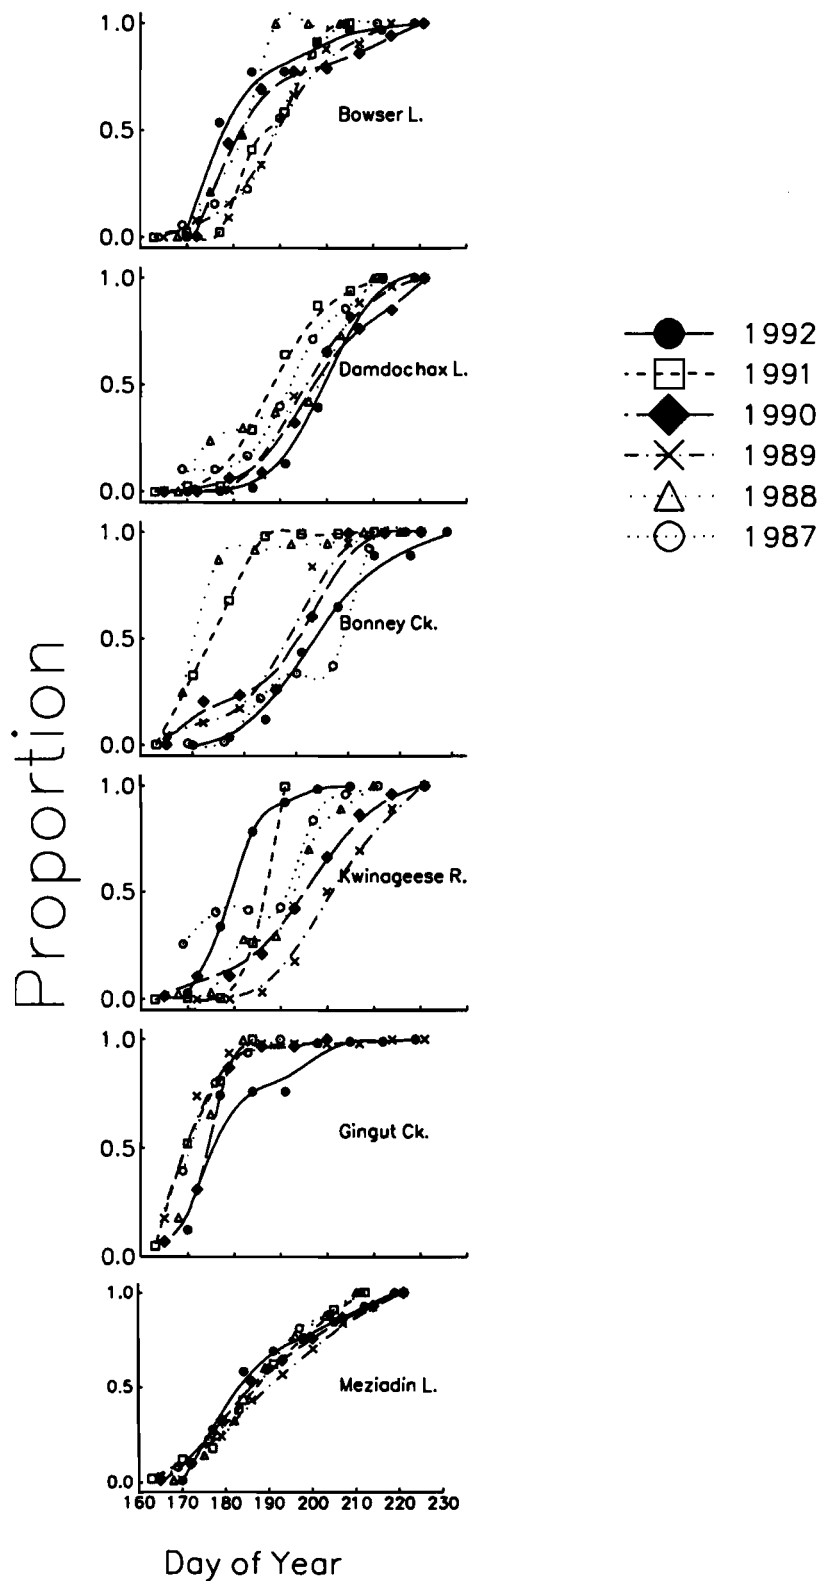 1.0
0.5
0.0
Bowser L.
1.0
0.5
0.0
Damdochax L.
1.0
0.5
0.0
Bonney Ck.
1.0
0.5
0.0
Kwinageese R.
1.0
0.5
0.0
Gingut Ck.
1.0
0.5
0.0
Meziadin L.
160 170 180 190 200 210 220 230
Day of Year
Proportion
1992
1991
1990
1989
1988
1987